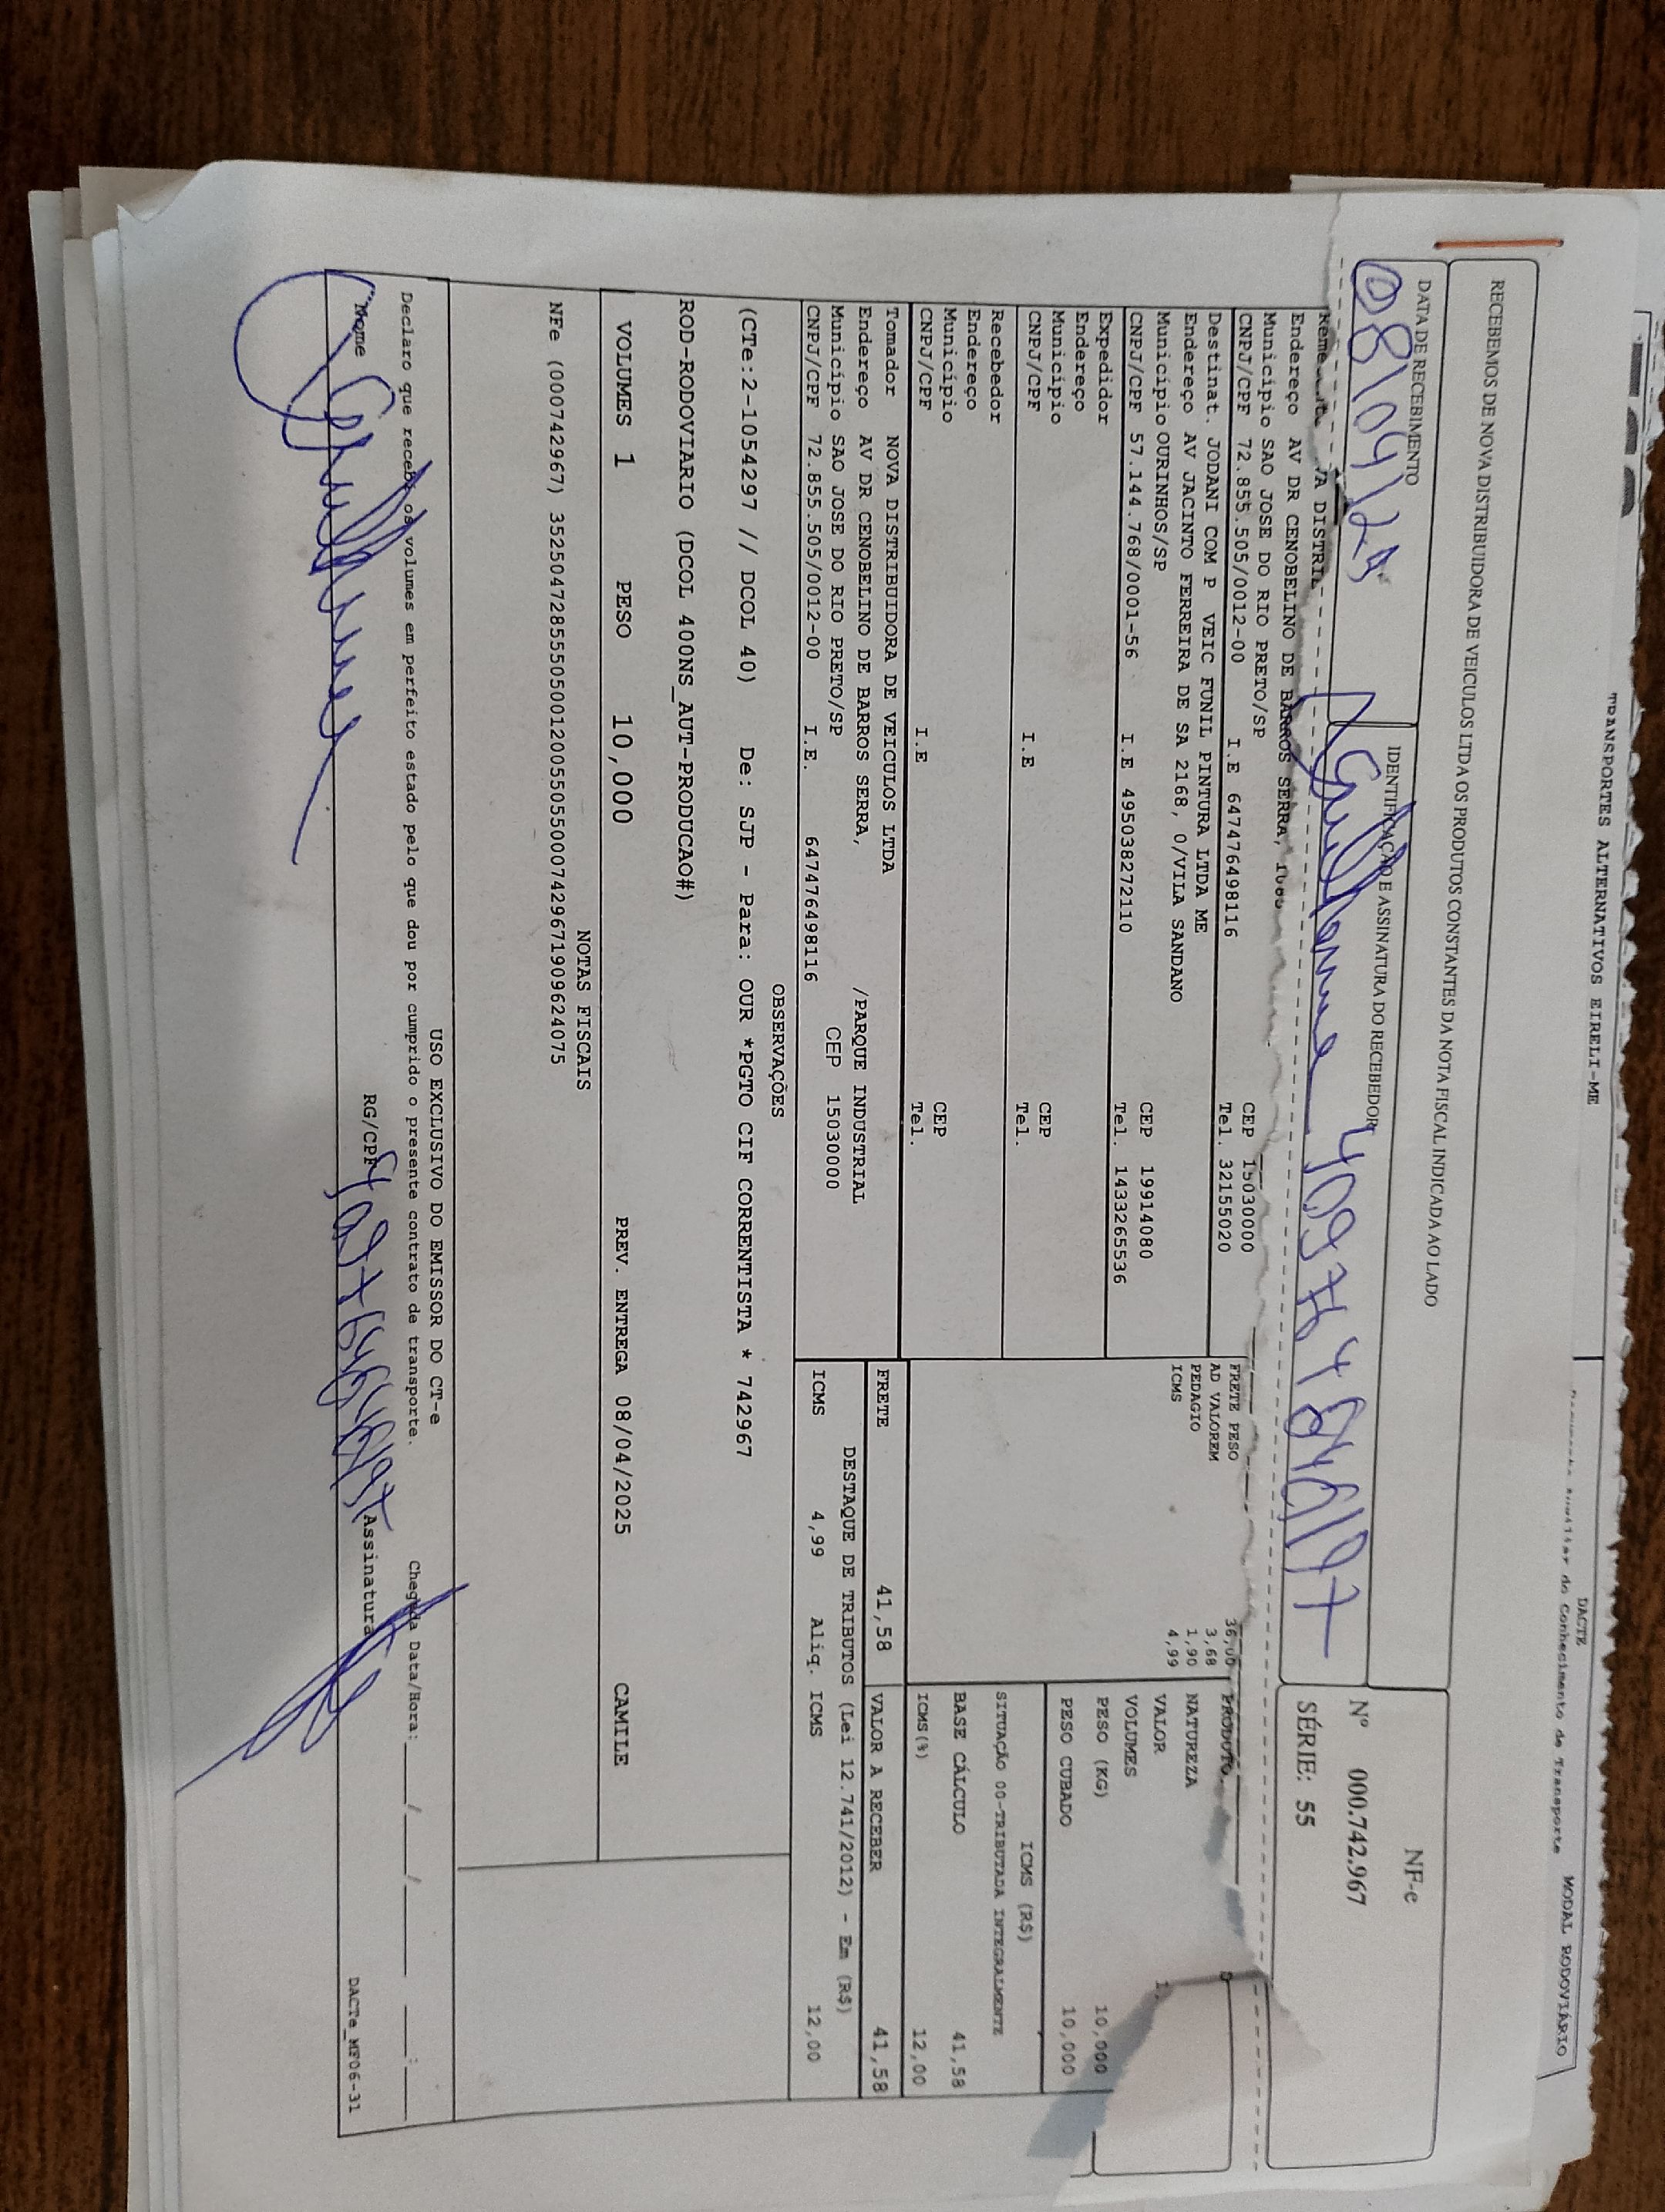 TRANSPORTES ALTERNATIVOS EIRELI-ME
DACTE
do Conhecimento de Transporte
MODAL RODOVIÁRIO
RECEBEMOS DE NOVA DISTRIBUIDORA DE VEICULOS LTDA OS PRODUTOS CONSTANTES DA NOTA FISCAL INDICADA AO LADO
DATA DE RECEBIMENTO
IDENTIFICAÇÃO E ASSINATURA DO RECEBEDOR
NF-e
Nº 000.742.967
SÉRIE: 55
Endereço AV DR CENOBELINO DE BARROS SERRA,
Município SAO JOSE DO RIO PRETO/SP CEP 15030000
CNPJ/CPF 72.855.505/0012-00 I.E 647476498116 Tel. 32155020
Destinat. JODANI COM P VEIC FUNIL PINTURA LTDA ME
Endereço AV JACINTO FERREIRA DE SA 2168, 0/VILA SANDANO
Município OURINHOS/SP CEP 19914080
CNPJ/CPF 57.144.768/0001-56 I.E 495038272110 Tel. 1433265536
Expedidor
Endereço
Município CEP
CNPJ/CPF I.E Tel.
Recebedor
Endereço
Município CEP
CNPJ/CPF I.E Tel.
FRETE PESO 36,00
AD VALOREM 3,68
PEDAGIO 1,90
ICMS 4,99
PRODUTO
NATUREZA
VALOR
VOLUMES
PESO (KG) 10,000
PESO CUBADO 10,000
ICMS (R$)
SITUAÇÃO 00-TRIBUTADA INTEGRALMENTE
BASE CÁLCULO 41,58
ICMS(%) 12,00
Tomador NOVA DISTRIBUIDORA DE VEICULOS LTDA
Endereço AV DR CENOBELINO DE BARROS SERRA, /PARQUE INDUSTRIAL
Município SAO JOSE DO RIO PRETO/SP CEP 15030000
CNPJ/CPF 72.855.505/0012-00 I.E. 647476498116
FRETE 41,58
VALOR A RECEBER 41,58
DESTAQUE DE TRIBUTOS (Lei 12.741/2012) - Em (R$)
ICMS 4,99 Aliq. ICMS 12,00
OBSERVAÇÕES
(CTe:2-1054297 // DCOL 40) De: SJP - Para: OUR *PGTO CIF CORRENTISTA * 742967
ROD-RODOVIARIO (DCOL 400NS_AUT-PRODUCAO#)
VOLUMES 1 PESO 10,000 PREV. ENTREGA 08/04/2025 CAMILE
NOTAS FISCAIS
NFe (000742967) 35250472855505001200550550007429671909624075
USO EXCLUSIVO DO EMISSOR DO CT-e
Declaro que recebi os volumes em perfeito estado pelo que dou por cumprido o presente contrato de transporte. Chegada Data/Hora: ___/___/___ ___:___
Nome RG/CPF Assinatura
DACTe_MF06-31